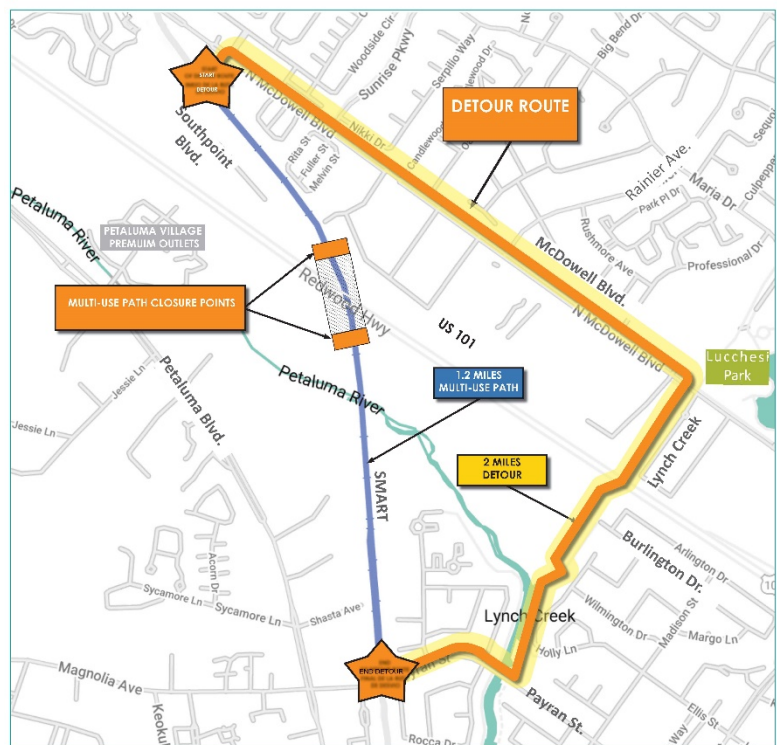 Woodside Cir
Sunrise Pkwy
Serpilio Way
Big Bend Dr
START
DETOUR
N McDowell Blvd
Nikki Dr
DETOUR ROUTE
Southpoint
Blvd.
Rita St
Fuller St
Melvin St
Rainier Ave.
Maria Dr
Park Pl Dr
Rushmore Ave
Professional Dr
Petaluma River
PETALUMA VILLAGE
PREMIUM OUTLETS
McDowell Blvd.
MULTI-USE PATH CLOSURE POINTS
Redwood Hwy
US 101
N McDowell Blvd
Lucchesi
Park
Petaluma River
1.2 MILES
MULTI-USE PATH
Jessie Ln
Jessie Ln
Petaluma Blvd.
Lynch Creek
2 MILES
DETOUR
SMART
Burlington Dr.
Arlington Dr
Acorn Dr
Madison St
Sycamore Ln
Sycamore Ln
Shasta Ave
Lynch Creek
Wilmington Dr
Margo Ln
Holly Ln
END DETOUR
Magnolia Ave
Payran St.
Ellis St
Rocca Dr